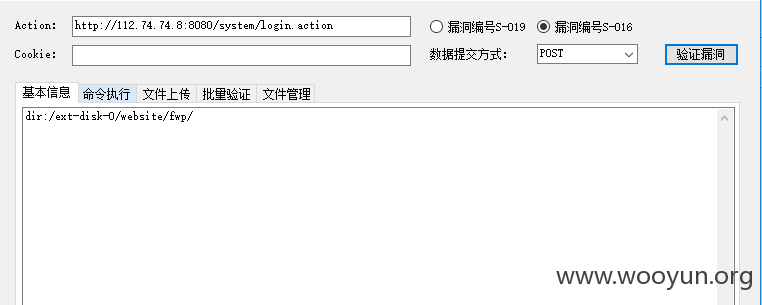 Action: http://112.74.74.8:8080/system/login.action 漏洞编号S-019 漏洞编号S-016
Cookie: 数据提交方式: POST 验证漏洞
基本信息 命令执行 文件上传 批量验证 文件管理
dir:/ext-disk-0/website/fwp/
www.wooyun.org